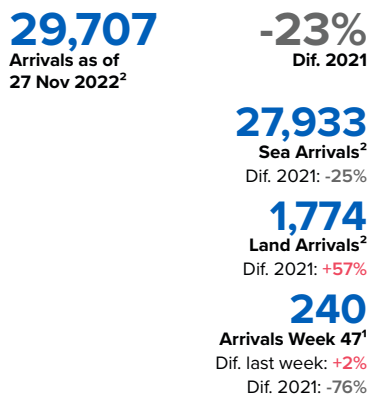 29,707
Arrivals as of
27 Nov 2022²
-23%
Dif. 2021
27,933
Sea Arrivals²
Dif. 2021: -25%
1,774
Land Arrivals²
Dif. 2021: +57%
240
Arrivals Week 47¹
Dif. last week: +2%
Dif. 2021: -76%